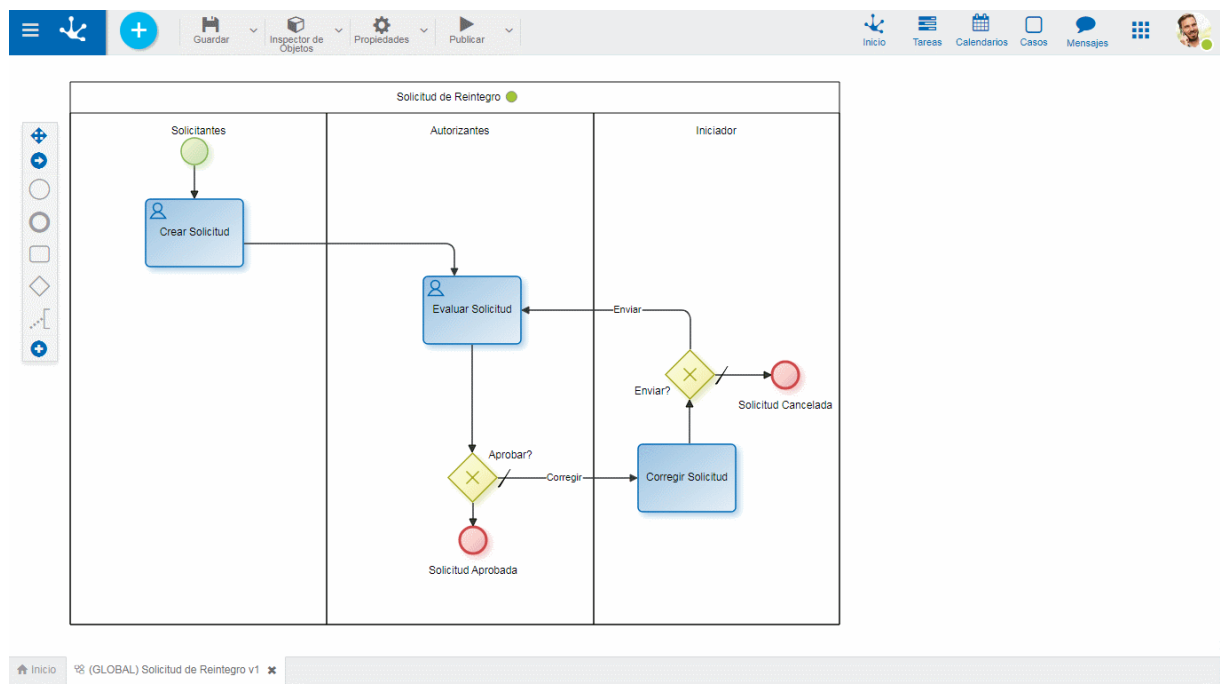 Guardar
Inspector de
Objetos
Propiedades
Publicar
Inicio
Tareas
Calendarios
Casos
Mensajes
Solicitud de Reintegro
Solicitantes
Autorizantes
Iniciador
Crear Solicitud
Evaluar Solicitud
Enviar
Enviar?
Solicitud Cancelada
Aprobar?
Corregir
Corregir Solicitud
Solicitud Aprobada
Inicio
(GLOBAL) Solicitud de Reintegro v1